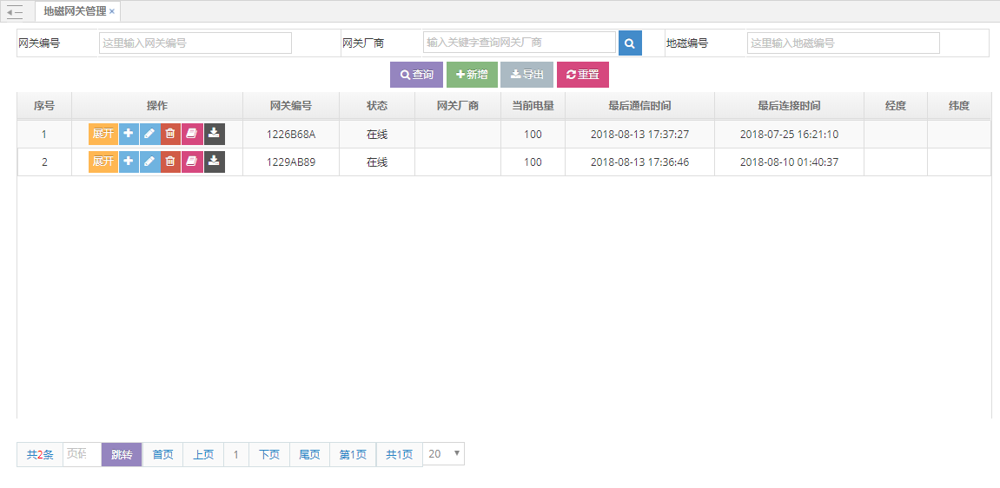 地磁网关管理 ×
网关编号 这里输入网关编号 网关厂商 输入关键字查询网关厂商 地磁编号 这里输入地磁编号
查询 新增 导出 重置
序号 操作 网关编号 状态 网关厂商 当前电量 最后通信时间 最后连接时间 经度 纬度
1 展开 1226B68A 在线 100 2018-08-13 17:37:27 2018-07-25 16:21:10
2 展开 1229AB89 在线 100 2018-08-13 17:36:46 2018-08-10 01:40:37
共2条 页码 跳转 首页 上页 1 下页 尾页 第1页 共1页 20